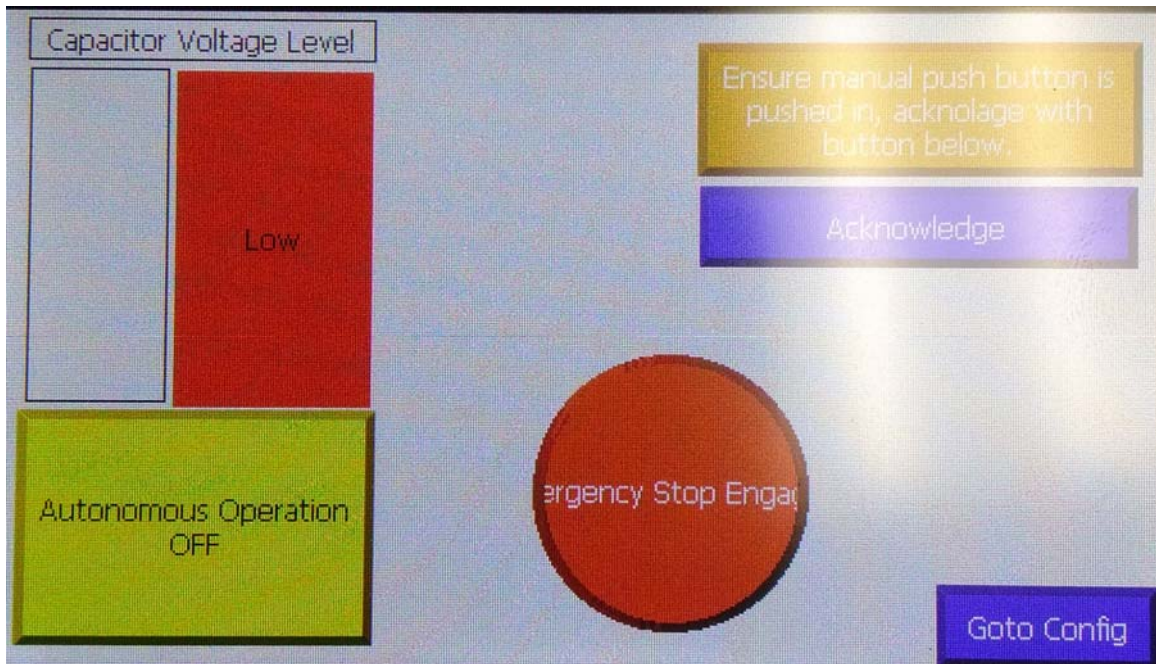 Capacitor Voltage Level
Low
Autonomous Operation
OFF
Ensure manual push button is
pushed in, acknolage with
button below.
Acknowledge
ergency Stop Engag
Goto Config